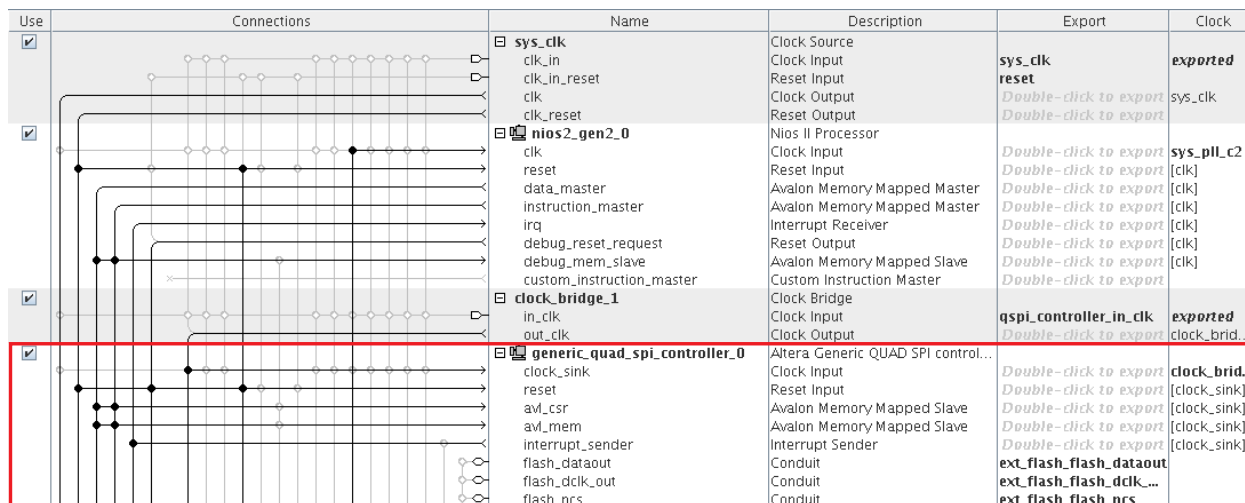 Use Connections Name Description Export Clock
sys_clk Clock Source
clk_in Clock Input sys_clk exported
clk_in_reset Reset Input reset
clk Clock Output Double-click to export sys_clk
clk_reset Reset Output Double-click to export
nios2_gen2_0 Nios II Processor
clk Clock Input Double-click to export sys_pll_c2
reset Reset Input Double-click to export [clk]
data_master Avalon Memory Mapped Master Double-click to export [clk]
instruction_master Avalon Memory Mapped Master Double-click to export [clk]
irq Interrupt Receiver Double-click to export [clk]
debug_reset_request Reset Output Double-click to export [clk]
debug_mem_slave Avalon Memory Mapped Slave Double-click to export [clk]
custom_instruction_master Custom Instruction Master Double-click to export
clock_bridge_1 Clock Bridge
in_clk Clock Input qspi_controller_in_clk exported
out_clk Clock Output Double-click to export clock_brid...
generic_quad_spi_controller_0 Altera Generic QUAD SPI control...
clock_sink Clock Input Double-click to export clock_brid.
reset Reset Input Double-click to export [clock_sink]
avl_csr Avalon Memory Mapped Slave Double-click to export [clock_sink]
avl_mem Avalon Memory Mapped Slave Double-click to export [clock_sink]
interrupt_sender Interrupt Sender Double-click to export [clock_sink]
flash_dataout Conduit ext_flash_flash_dataout
flash_dclk_out Conduit ext_flash_flash_dclk_...
flash_ncs Conduit ext_flash_flash_ncs